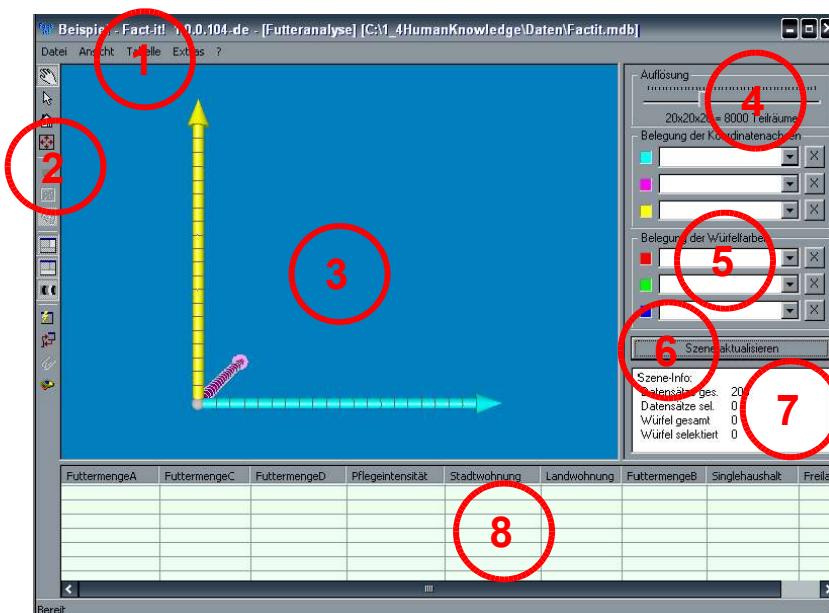 Beispiel - Fact-it! 1.0.0.104-de - [Futteranalyse] [C:\1_4HumanKnowledge\Daten\Factit.mdb]
Datei Ansicht Tabelle Extras ?
1
2
3
Auflösung
4
20x20x20 = 8000 Teilräume
Belegung der Koordinatenachsen
X
X
X
Belegung der Würfelfarben
5
X
X
X
6
Szene aktualisieren
Szene-Info:
Datensätze ges.
Datensätze sel. 0
Würfel gesamt 0
Würfel selektiert 0
7
FuttermengeA FuttermengeC FuttermengeD Pflegeintensität Stadtwohnung Landwohnung FuttermengeB Singlehaushalt Freila
8
Bereit